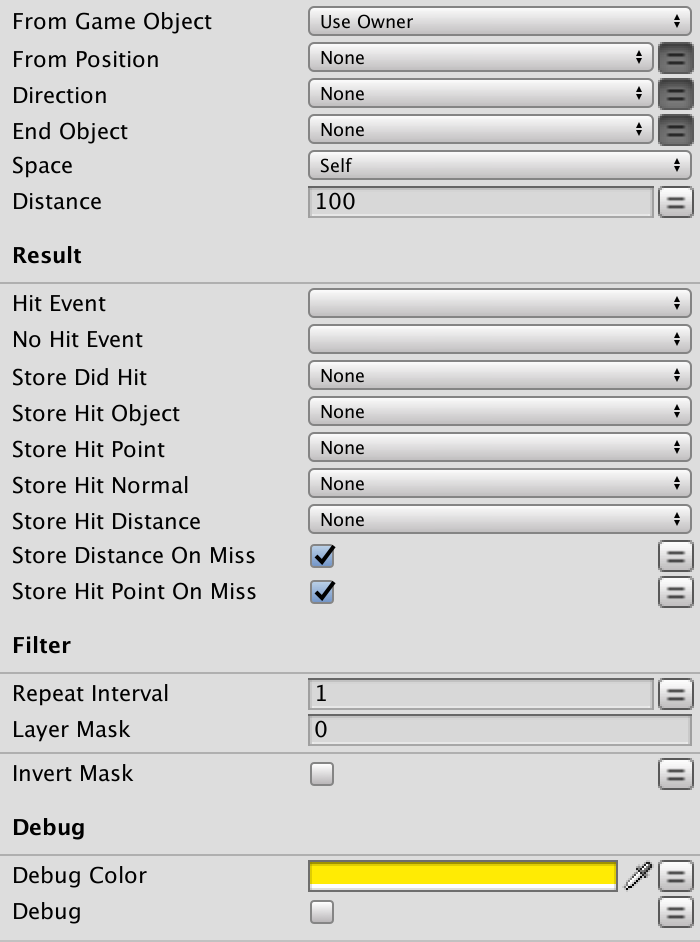 From Game Object Use Owner
From Position None
Direction None
End Object None
Space Self
Distance 100
Result
Hit Event
No Hit Event
Store Did Hit None
Store Hit Object None
Store Hit Point None
Store Hit Normal None
Store Hit Distance None
Store Distance On Miss
Store Hit Point On Miss
Filter
Repeat Interval 1
Layer Mask 0
Invert Mask
Debug
Debug Color
Debug